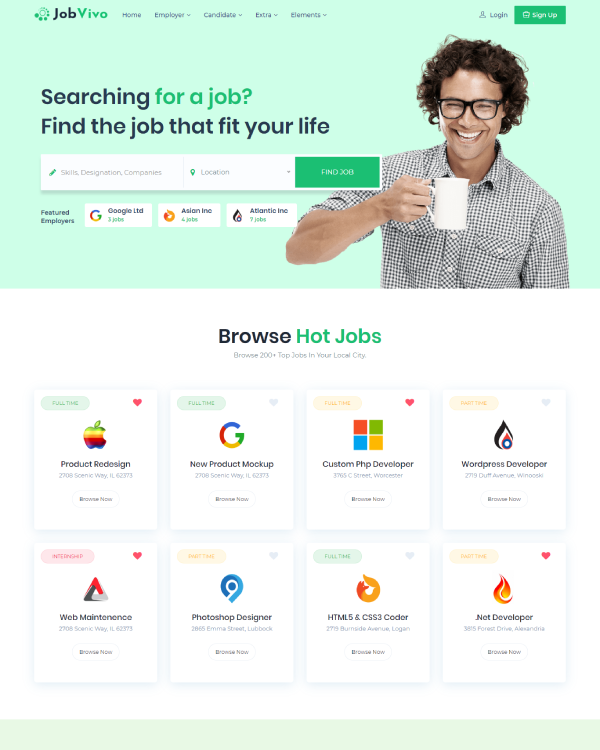 JobVivo
Home Employer Candidate Extra Elements
Login Sign Up
Searching for a job?
Find the job that fit your life
Skills, Designation, Companies Location FIND JOB
Featured Employers
Google Ltd
3 jobs
Asian Inc
4 jobs
Atlantic Inc
7 jobs
Browse Hot Jobs
Browse 200+ Top Jobs In Your Local City.
FULL TIME
Product Redesign
2708 Scenic Way, IL 62373
Browse Now
FULL TIME
New Product Mockup
2708 Scenic Way, IL 62373
Browse Now
FULL TIME
Custom Php Developer
3765 C Street, Worcester
Browse Now
PART TIME
Wordpress Developer
2719 Duff Avenue, Winooski
Browse Now
INTERNSHIP
Web Maintenence
2708 Scenic Way, IL 62373
Browse Now
PART TIME
Photoshop Designer
2865 Emma Street, Lubbock
Browse Now
FULL TIME
HTML5 & CSS3 Coder
2719 Burnside Avenue, Logan
Browse Now
PART TIME
.Net Developer
3815 Forest Drive, Alexandria
Browse Now